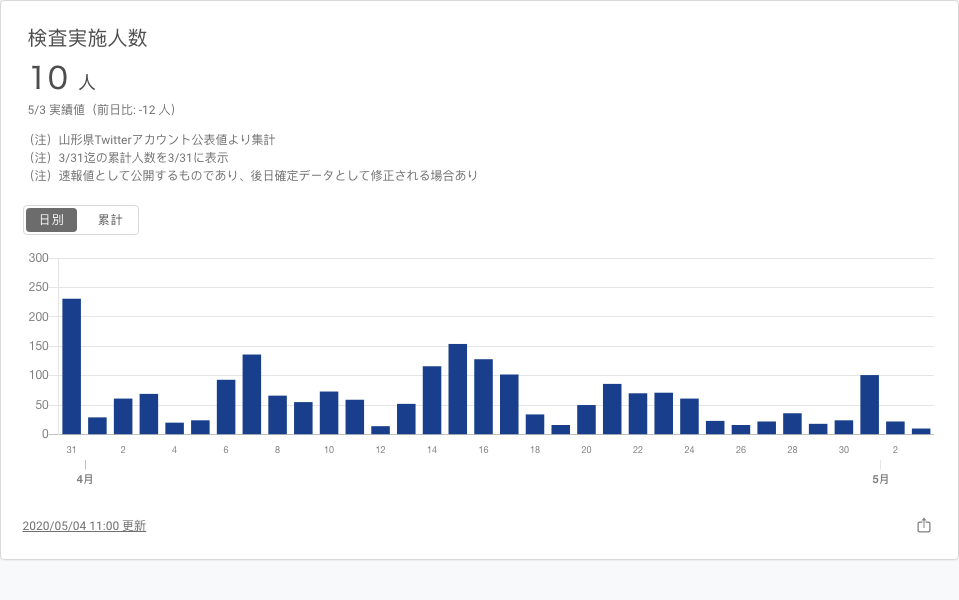 検査実施人数
10 人
5/3 実績値（前日比: -12 人）
（注）山形県Twitterアカウント公表値より集計
（注）3/31迄の累計人数を3/31に表示
（注）速報値として公開するものであり、後日確定データとして修正される場合あり
日別 累計
300
250
200
150
100
50
0
31 2 4 6 8 10 12 14 16 18 20 22 24 26 28 30 2
4月 5月
2020/05/04 11:00 更新